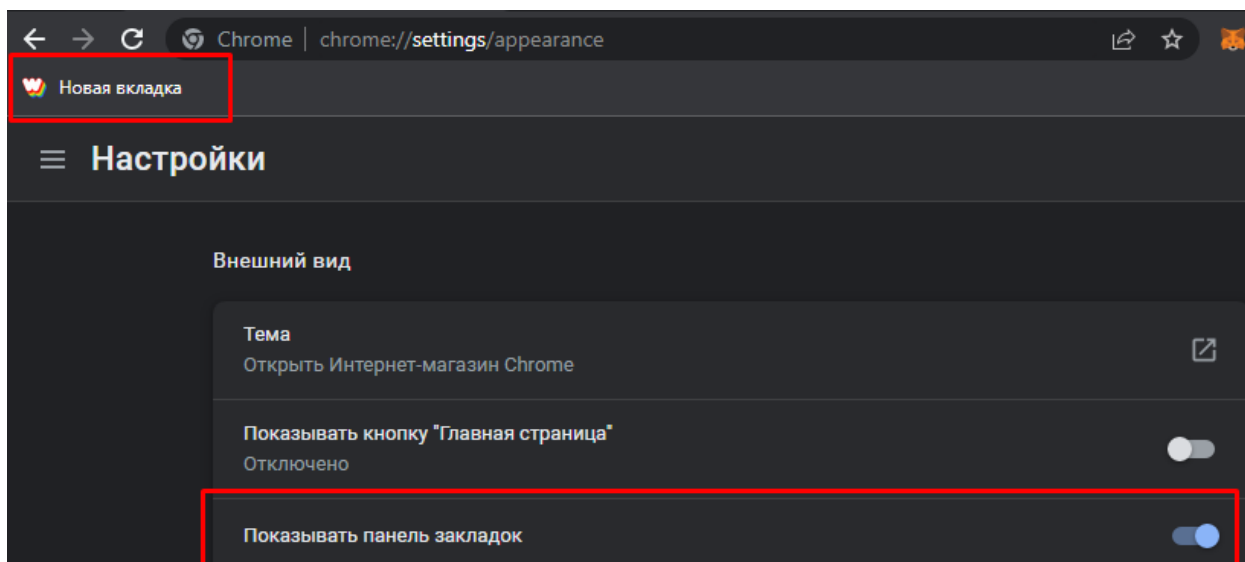 Chrome | chrome://settings/appearance
Новая вкладка
Настройки
Внешний вид
Тема
Открыть Интернет-магазин Chrome
Показывать кнопку "Главная страница"
Отключено
Показывать панель закладок